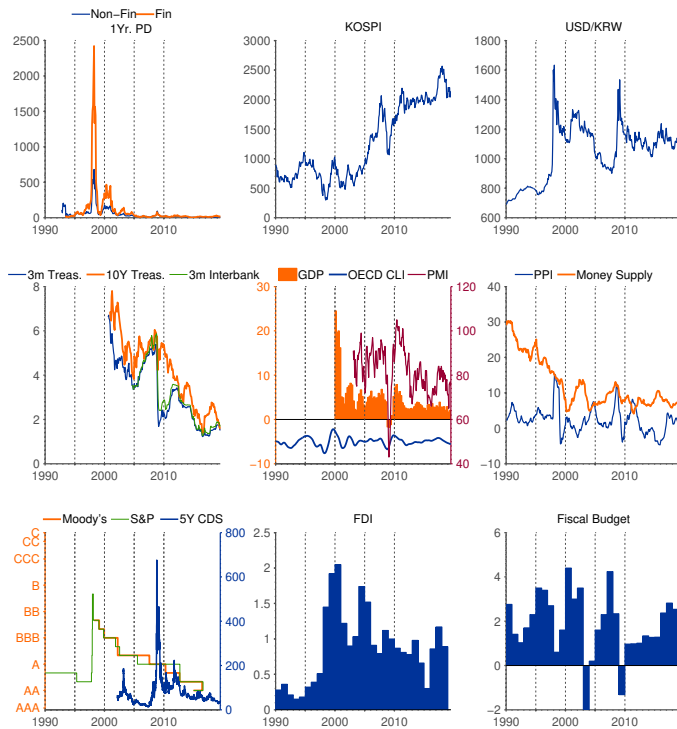 Non-Fin Fin
1Yr. PD
2500
2000
1500
1000
500
0
1990 2000 2010
KOSPI
3000
2500
2000
1500
1000
500
0
1990 2000 2010
USD/KRW
1800
1600
1400
1200
1000
800
600
1990 2000 2010
3m Treas. 10Y Treas. 3m Interbank
8
6
4
2
0
1990 2000 2010
GDP OECD CLI PMI
30 120
20 100
10 80
0 60
−10 40
1990 2000 2010
PPI Money Supply
40
30
20
10
0
−10
1990 2000 2010
Moody's S&P 5Y CDS
C 800
CC
CCC
600
B
BB 400
BBB
A 200
AA
AAA 0
1990 2000 2010
FDI
2.5
2
1.5
1
0.5
0
1990 2000 2010
Fiscal Budget
6
4
2
0
−2
1990 2000 2010